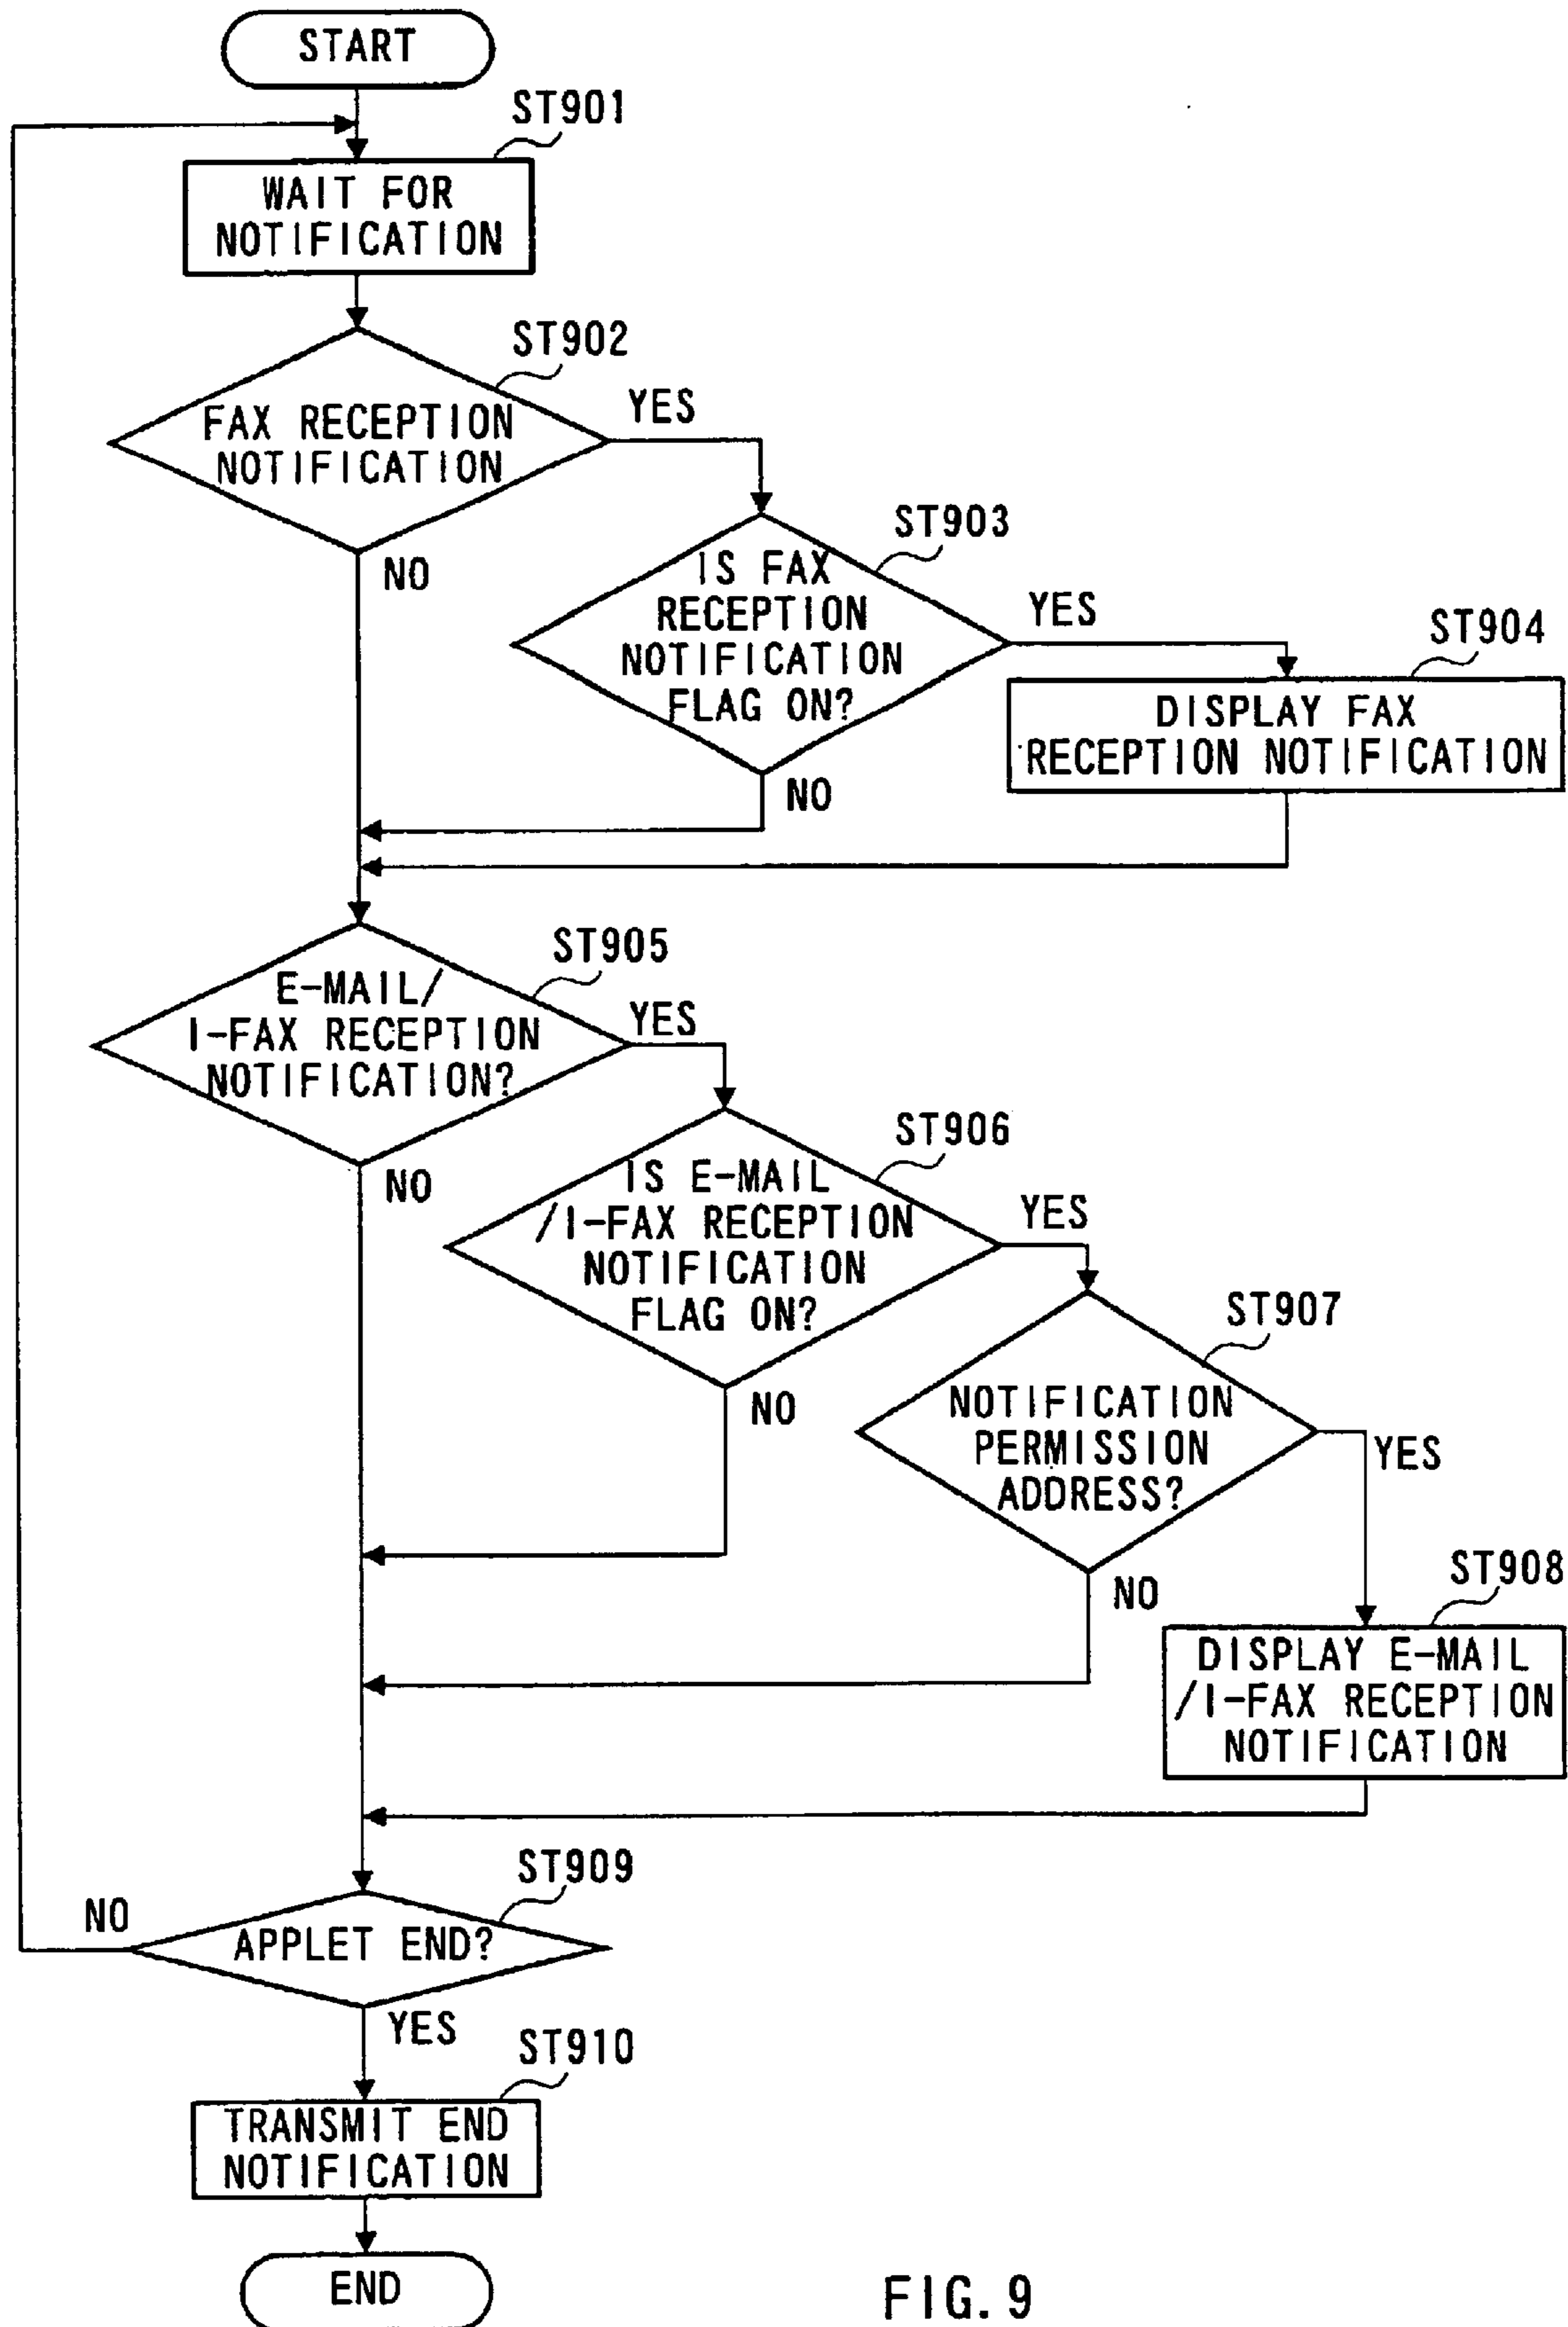 START
ST901
WAIT FOR
NOTIFICATION
ST902
FAX RECEPTION
NOTIFICATION
YES
NO
ST903
IS FAX
RECEPTION
NOTIFICATION
FLAG ON?
YES
NO
ST904
DISPLAY FAX
RECEPTION NOTIFICATION
ST905
E-MAIL/
I-FAX RECEPTION
NOTIFICATION?
YES
NO
ST906
IS E-MAIL
/I-FAX RECEPTION
NOTIFICATION
FLAG ON?
YES
NO
ST907
NOTIFICATION
PERMISSION
ADDRESS?
YES
NO
ST908
DISPLAY E-MAIL
/I-FAX RECEPTION
NOTIFICATION
ST909
APPLET END?
NO
YES
ST910
TRANSMIT END
NOTIFICATION
END
FIG. 9